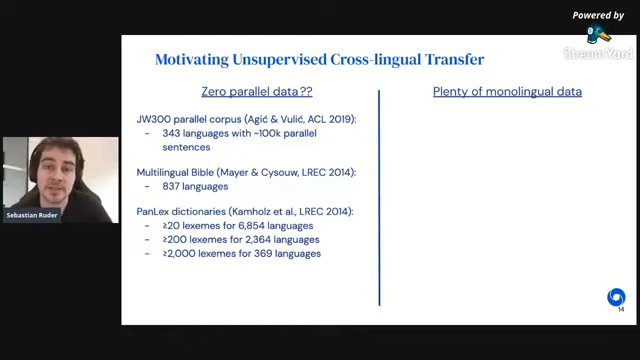 Powered by
StreamYard
Motivating Unsupervised Cross-lingual Transfer
Zero parallel data??
JW300 parallel corpus (Agić & Vulić, ACL 2019):
- 343 languages with ~100k parallel
sentences
Multilingual Bible (Mayer & Cysouw, LREC 2014):
- 837 languages
PanLex dictionaries (Kamholz et al., LREC 2014):
- ≥20 lexemes for 6,854 languages
- ≥200 lexemes for 2,364 languages
- ≥2,000 lexemes for 369 languages
Plenty of monolingual data
Sebastian Ruder
14